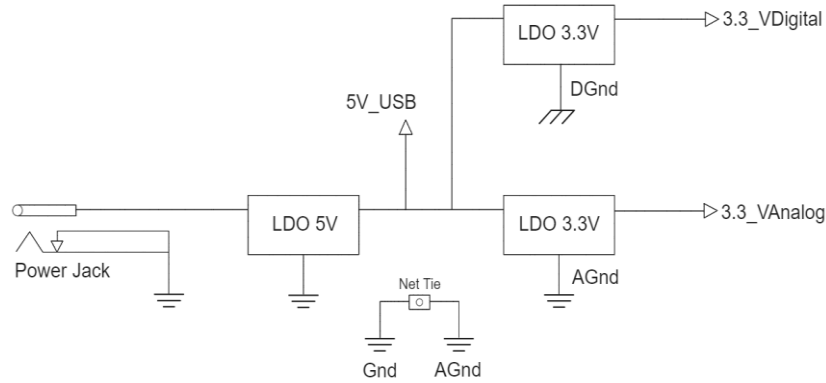 LDO 3.3V
3.3_VDigital
DGnd
5V_USB
LDO 5V
LDO 3.3V
3.3_VAnalog
Power Jack
AGnd
Net Tie
Gnd
AGnd